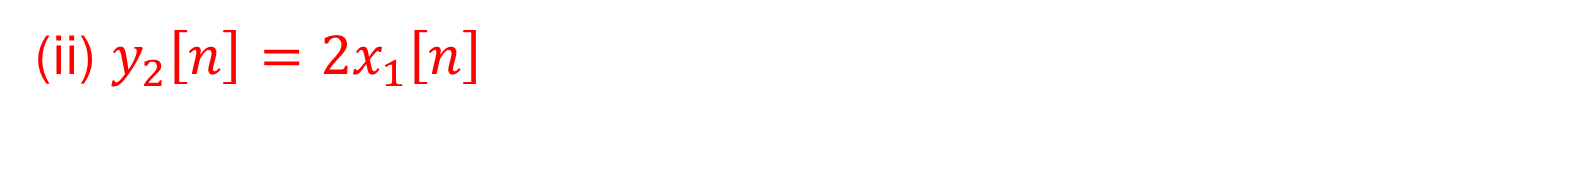 (ii) 𝑦₂[𝑛] = 2𝑥₁[𝑛]